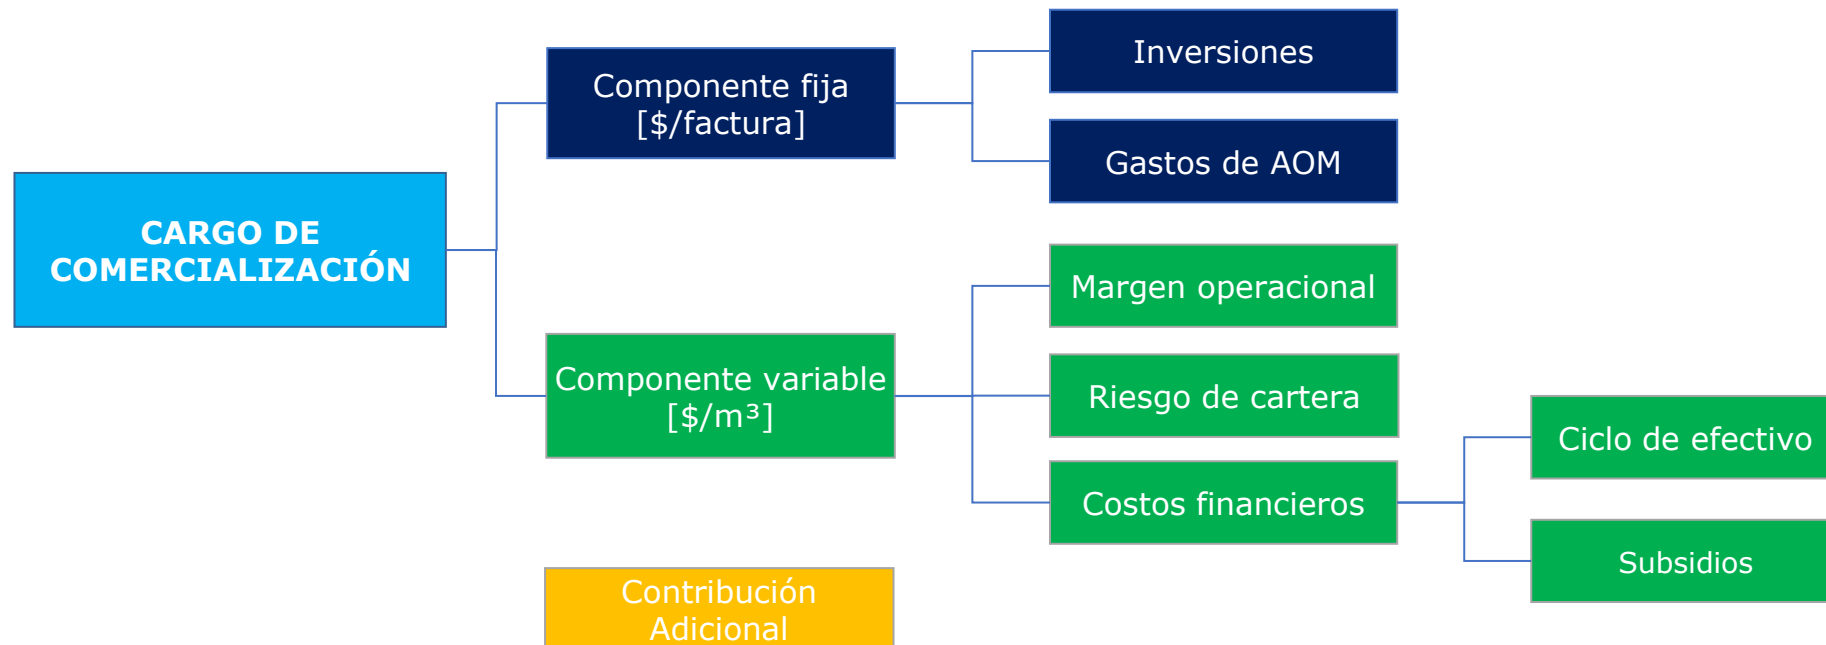 CARGO DE
COMERCIALIZACIÓN
Componente fija
[$/factura]
Inversiones
Gastos de AOM
Componente variable
[$/m³]
Margen operacional
Riesgo de cartera
Costos financieros
Ciclo de efectivo
Subsidios
Contribución
Adicional